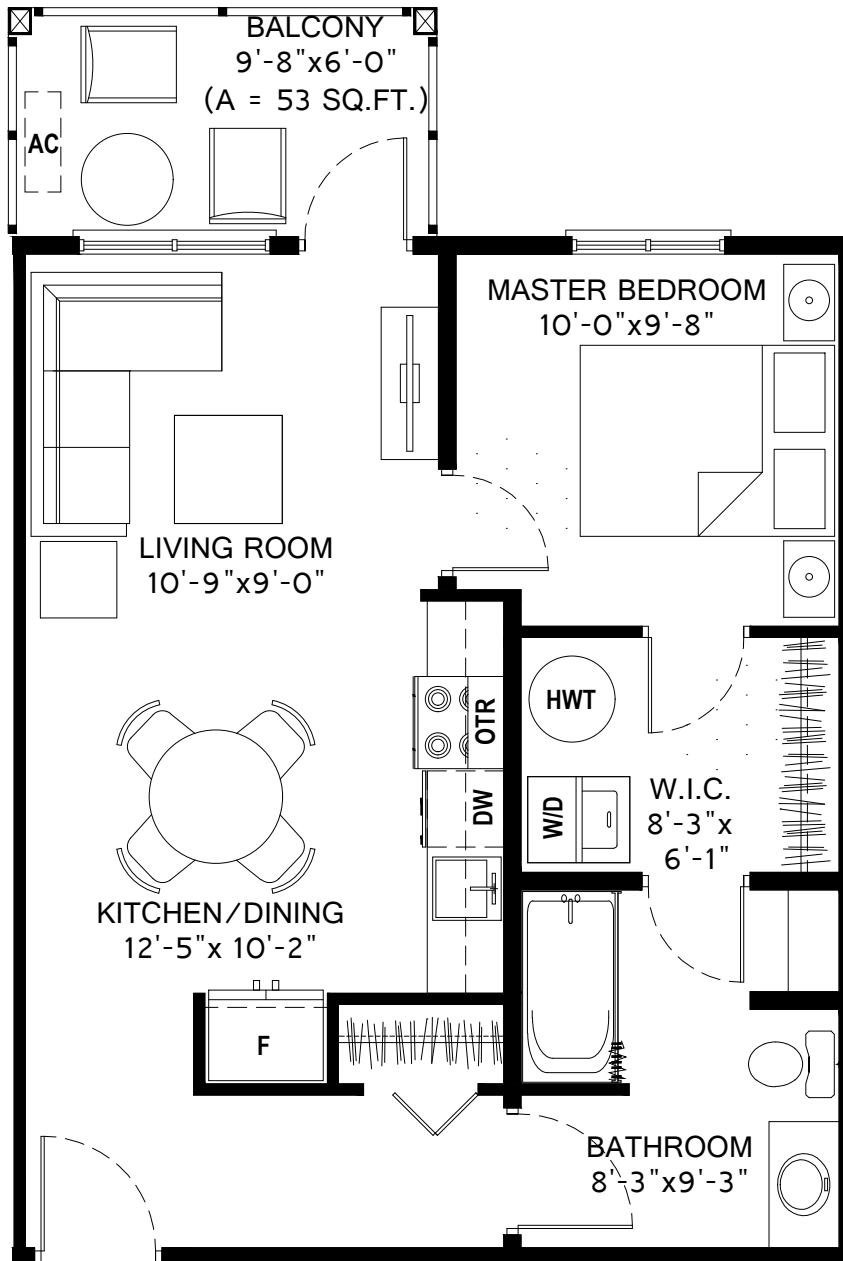 BALCONY
9'-8"x6'-0"
(A = 53 SQ.FT.)
AC
MASTER BEDROOM
10'-0"x9'-8"
LIVING ROOM
10'-9"x9'-0"
HWT
OTR
W/D
DW
W.I.C.
8'-3"x
6'-1"
KITCHEN/DINING
12'-5"x 10'-2"
F
BATHROOM
8'-3"x9'-3"